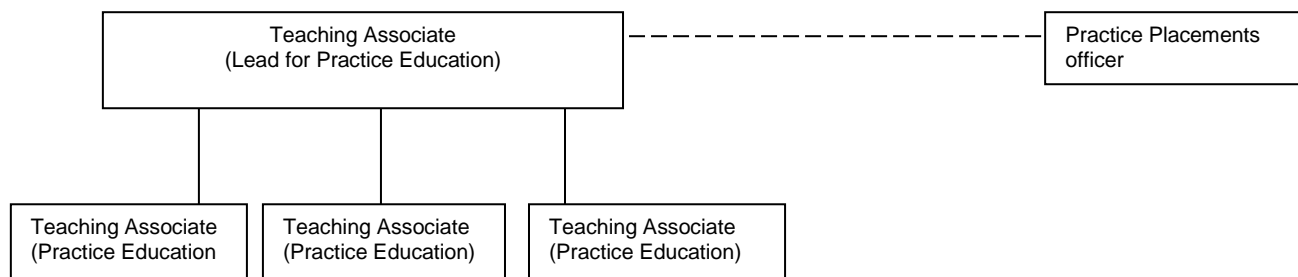 Teaching Associate
(Lead for Practice Education)
Practice Placements
officer
Teaching Associate
(Practice Education
Teaching Associate
(Practice Education)
Teaching Associate
(Practice Education)